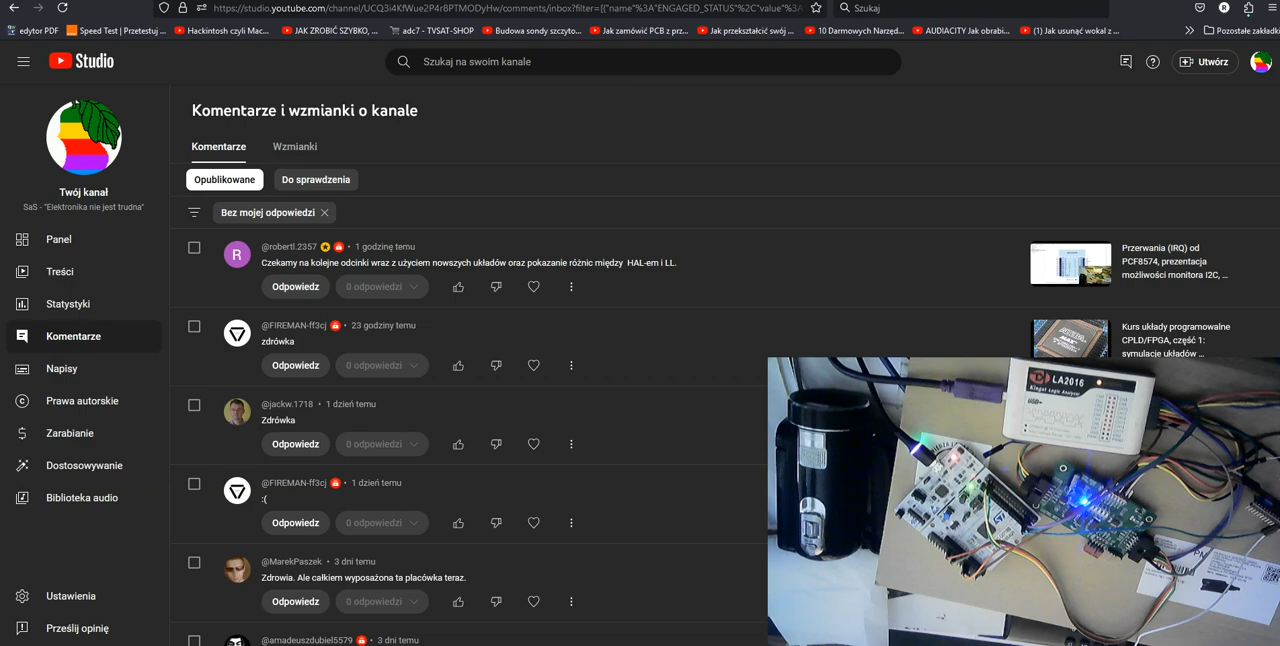 https://studio.youtube.com/channel/UCQ3i4KfWue2P4r8PTMODyHw/comments/inbox?filter=[{"name"%3A"ENGAGED_STATUS"%2C"value"%3A
Szukaj
edytor PDF
Speed Test | Przetestuj ...
Hackintosh czyli Mac...
JAK ZROBIĆ SZYBKO, ...
adc7 - TVSAT-SHOP
Budowa sondy szczyto...
Jak zamówić PCB z prz...
Jak przekształcić swój ...
10 Darmowych Narzęd...
AUDIACITY Jak obrabi...
(1) Jak usunąć wokal z ...
Pozostałe zakładki
Studio
Szukaj na swoim kanale
Utwórz
Twój kanał
SaS - "Elektronika nie jest trudna"
Panel
Treści
Statystyki
Komentarze
Napisy
Prawa autorskie
Zarabianie
Dostosowywanie
Biblioteka audio
Ustawienia
Prześlij opinię
Komentarze i wzmianki o kanale
Komentarze
Wzmianki
Opublikowane
Do sprawdzenia
Bez mojej odpowiedzi
R
@robertl.2357 • 1 godzinę temu
Czekamy na kolejne odcinki wraz z użyciem nowszych układów oraz pokazanie różnic między HAL-em i LL.
Odpowiedz
0 odpowiedzi
Przerwania (IRQ) od
PCF8574, prezentacja
możliwości monitora I2C, ...
@FIREMAN-ff3cj • 23 godziny temu
zdrówka
Odpowiedz
0 odpowiedzi
Kurs układy programowalne
CPLD/FPGA, część 1:
symulacje układów ...
@jackw.1718 • 1 dzień temu
Zdrówka
Odpowiedz
0 odpowiedzi
@FIREMAN-ff3cj • 1 dzień temu
:(
Odpowiedz
0 odpowiedzi
@MarekPaszek • 3 dni temu
Zdrowia. Ale całkiem wyposażona ta placówka teraz.
Odpowiedz
0 odpowiedzi
@amadeuszdubiel5579 • 3 dni temu
LA2016
Kingst Logic Analyzer
USB